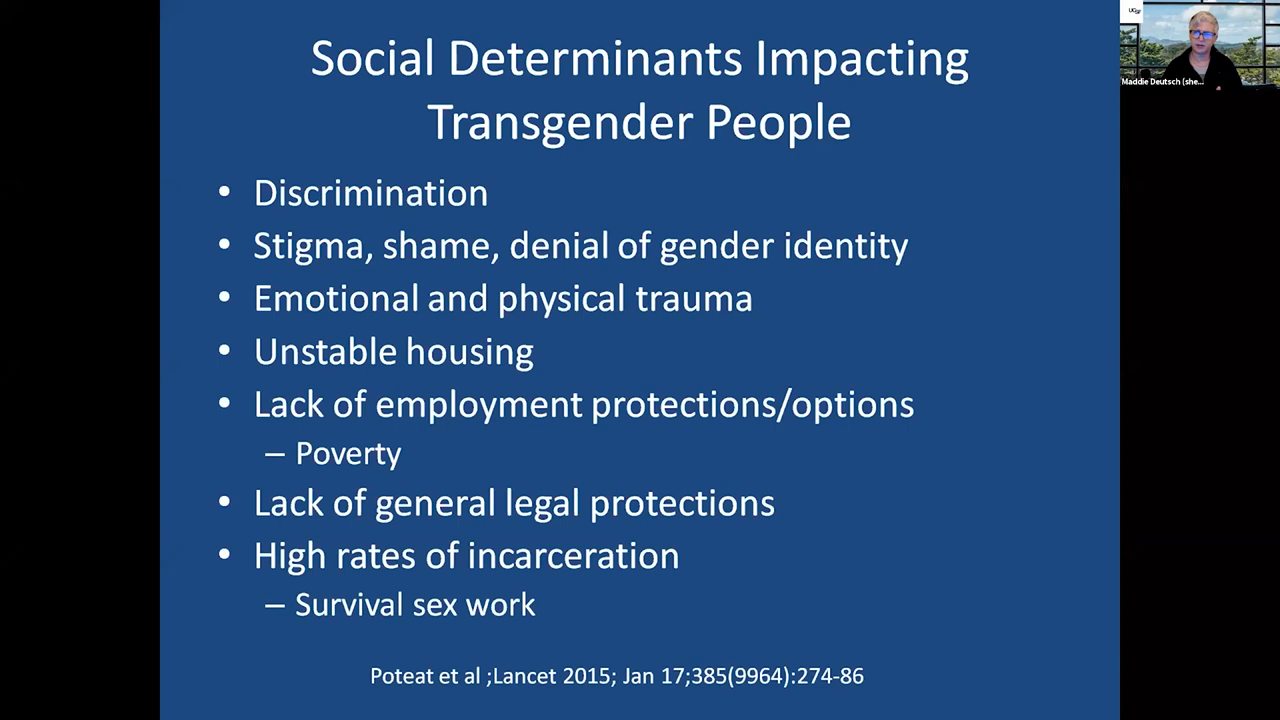 Social Determinants Impacting
Transgender People
• Discrimination
• Stigma, shame, denial of gender identity
• Emotional and physical trauma
• Unstable housing
• Lack of employment protections/options
– Poverty
• Lack of general legal protections
• High rates of incarceration
– Survival sex work
Poteat et al ;Lancet 2015; Jan 17;385(9964):274-86
UCSF
Maddie Deutsch (she...